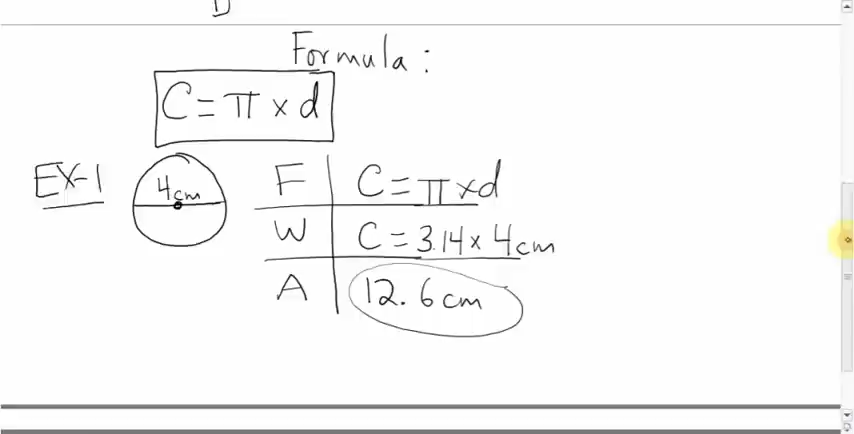 Formula :
C = π × d
EX-1
4cm
F C = π × d
W C = 3.14 × 4cm
A 12.6 cm